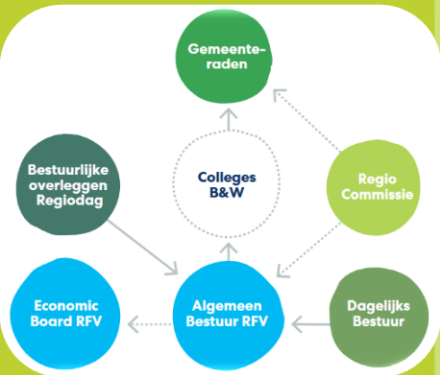 Gemeente-
raden
Bestuurlijke
overleggen
Regiodag
Colleges
B&W
Regio
Commissie
Economic
Board RFV
Algemeen
Bestuur RFV
Dagelijks
Bestuur